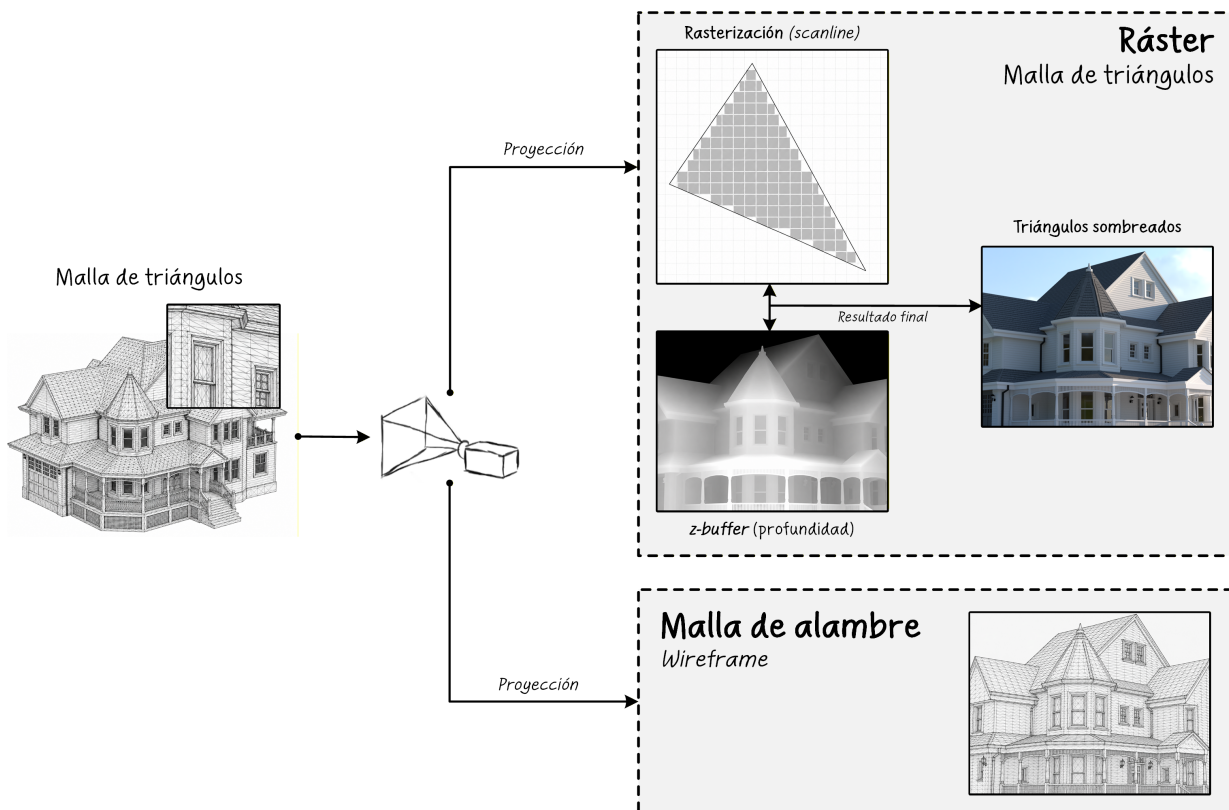 Rasterización (scanline)
Ráster
Malla de triángulos
Proyección
Triángulos sombreados
Malla de triángulos
Resultado final
z-buffer (profundidad)
Malla de alambre
Wireframe
Proyección